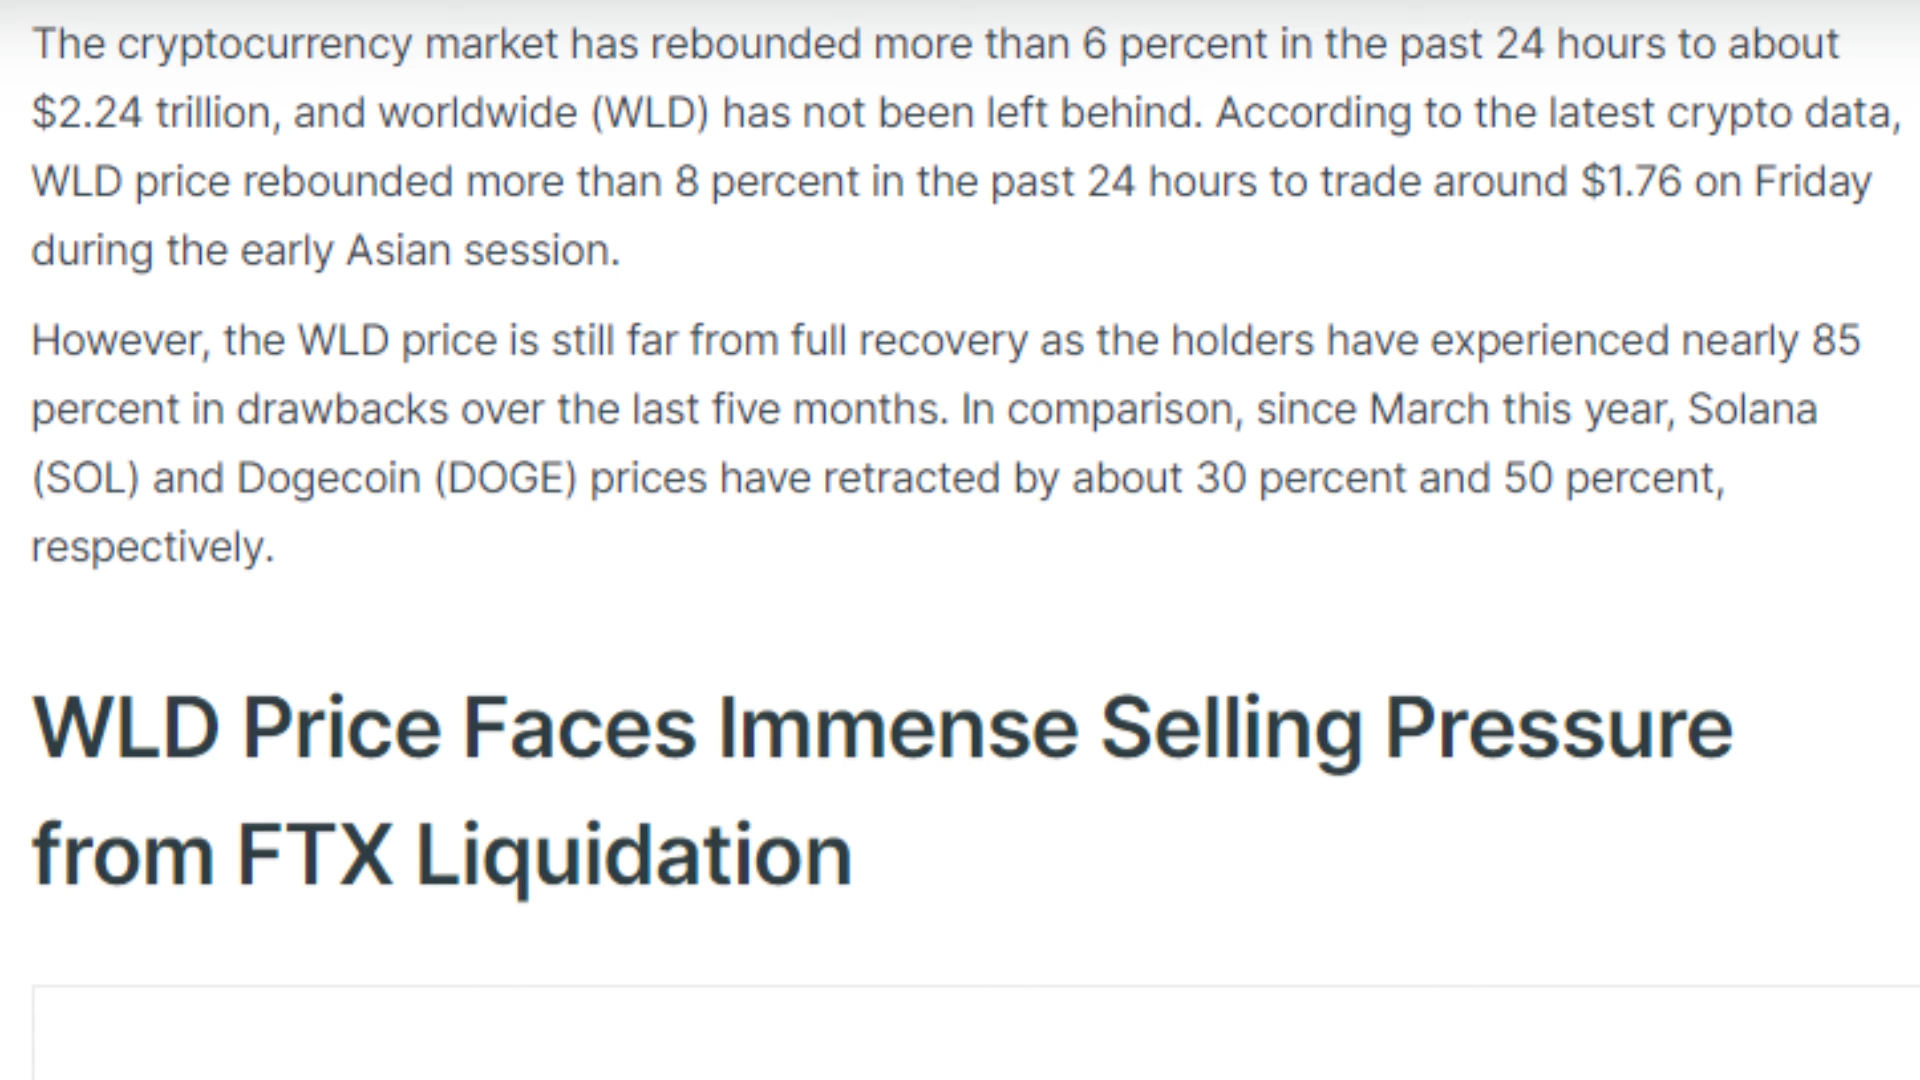 The cryptocurrency market has rebounded more than 6 percent in the past 24 hours to about
$2.24 trillion, and worldwide (WLD) has not been left behind. According to the latest crypto data,
WLD price rebounded more than 8 percent in the past 24 hours to trade around $1.76 on Friday
during the early Asian session.
However, the WLD price is still far from full recovery as the holders have experienced nearly 85
percent in drawbacks over the last five months. In comparison, since March this year, Solana
(SOL) and Dogecoin (DOGE) prices have retracted by about 30 percent and 50 percent,
respectively.
WLD Price Faces Immense Selling Pressure
from FTX Liquidation